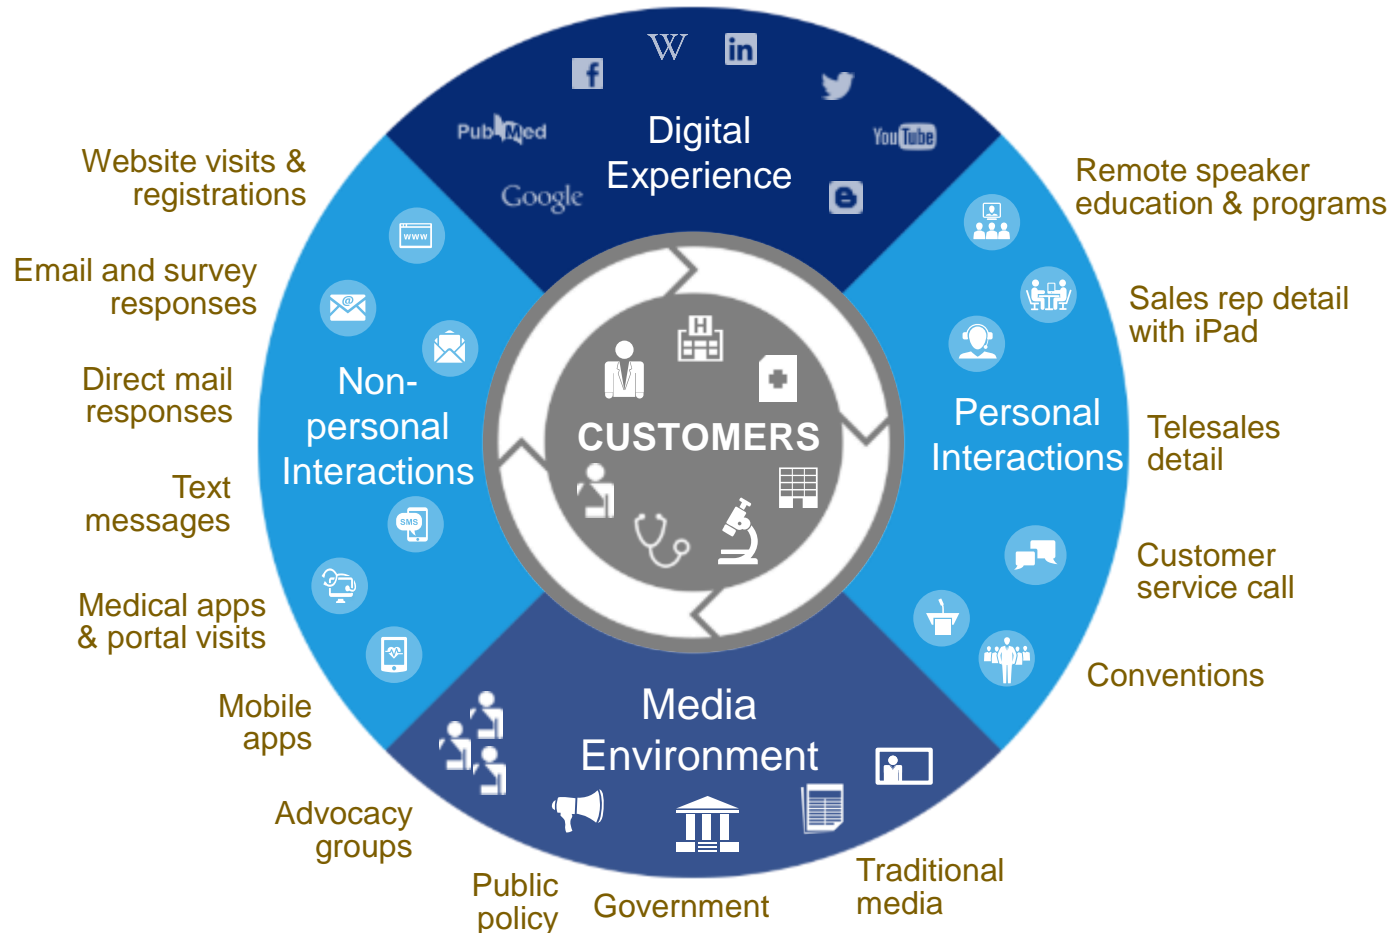 W
in
f
PubMed
Digital
Experience
You Tube
Google
B
Website visits &
registrations
www
Email and survey
responses
@
Direct mail
responses
Non-
personal
Interactions
Text
messages
SMS
Medical apps
& portal visits
Mobile
apps
H
CUSTOMERS
Remote speaker
education & programs
Sales rep detail
with iPad
Personal
Interactions
Telesales
detail
Customer
service call
Conventions
Media
Environment
Advocacy
groups
Public
policy
Government
Traditional
media